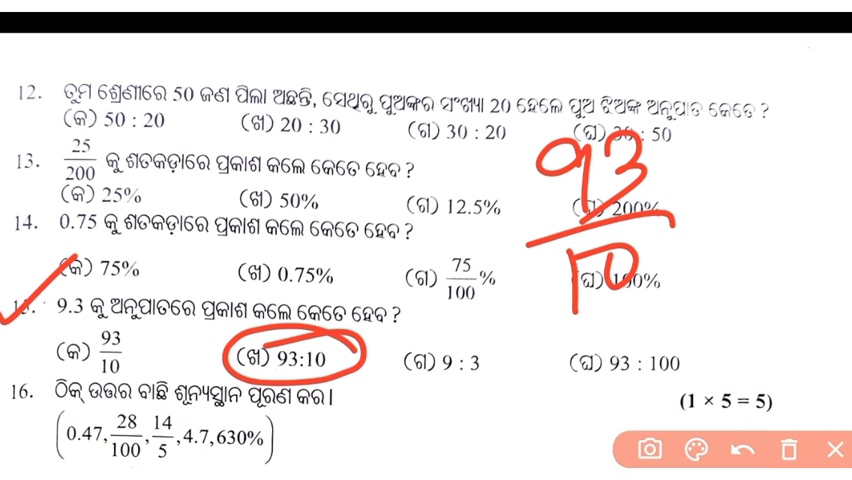 12. ତୁମ ଶ୍ରେଣୀରେ 50 ଜଣ ପିଲା ଅଛନ୍ତି, ସେଥିରୁ ପୁଅଙ୍କର ସଂଖ୍ୟା 20 ହେଲେ ପୁଅ ଝିଅଙ୍କ ଅନୁପାତ କେତେ ?
(କ) 50 : 20 (ଖ) 20 : 30 (ଗ) 30 : 20 (ଘ) 30 : 50
13. 25/200 କୁ ଶତକଡ଼ାରେ ପ୍ରକାଶ କଲେ କେତେ ହେବ ?
(କ) 25% (ଖ) 50% (ଗ) 12.5% (ଘ) 200%
14. 0.75 କୁ ଶତକଡ଼ାରେ ପ୍ରକାଶ କଲେ କେତେ ହେବ ?
(କ) 75% (ଖ) 0.75% (ଗ) 75/100 % (ଘ) 100%
15. 9.3 କୁ ଅନୁପାତରେ ପ୍ରକାଶ କଲେ କେତେ ହେବ ?
(କ) 93/10 (ଖ) 93:10 (ଗ) 9 : 3 (ଘ) 93 : 100
16. ଠିକ୍ ଉତ୍ତର ବାଛି ଶୂନ୍ୟସ୍ଥାନ ପୂରଣ କର।
(1 × 5 = 5)
(0.47, 28/100, 14/5, 4.7, 630%)
93
10